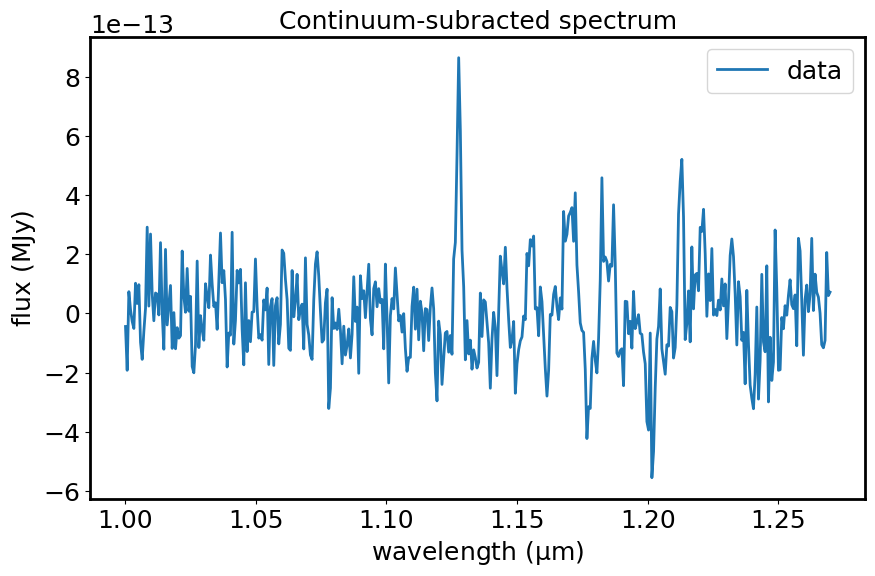 Continuum-subracted spectrum
1e−13
data
8
6
4
2
0
−2
−4
−6
flux (MJy)
1.00 1.05 1.10 1.15 1.20 1.25
wavelength (μm)